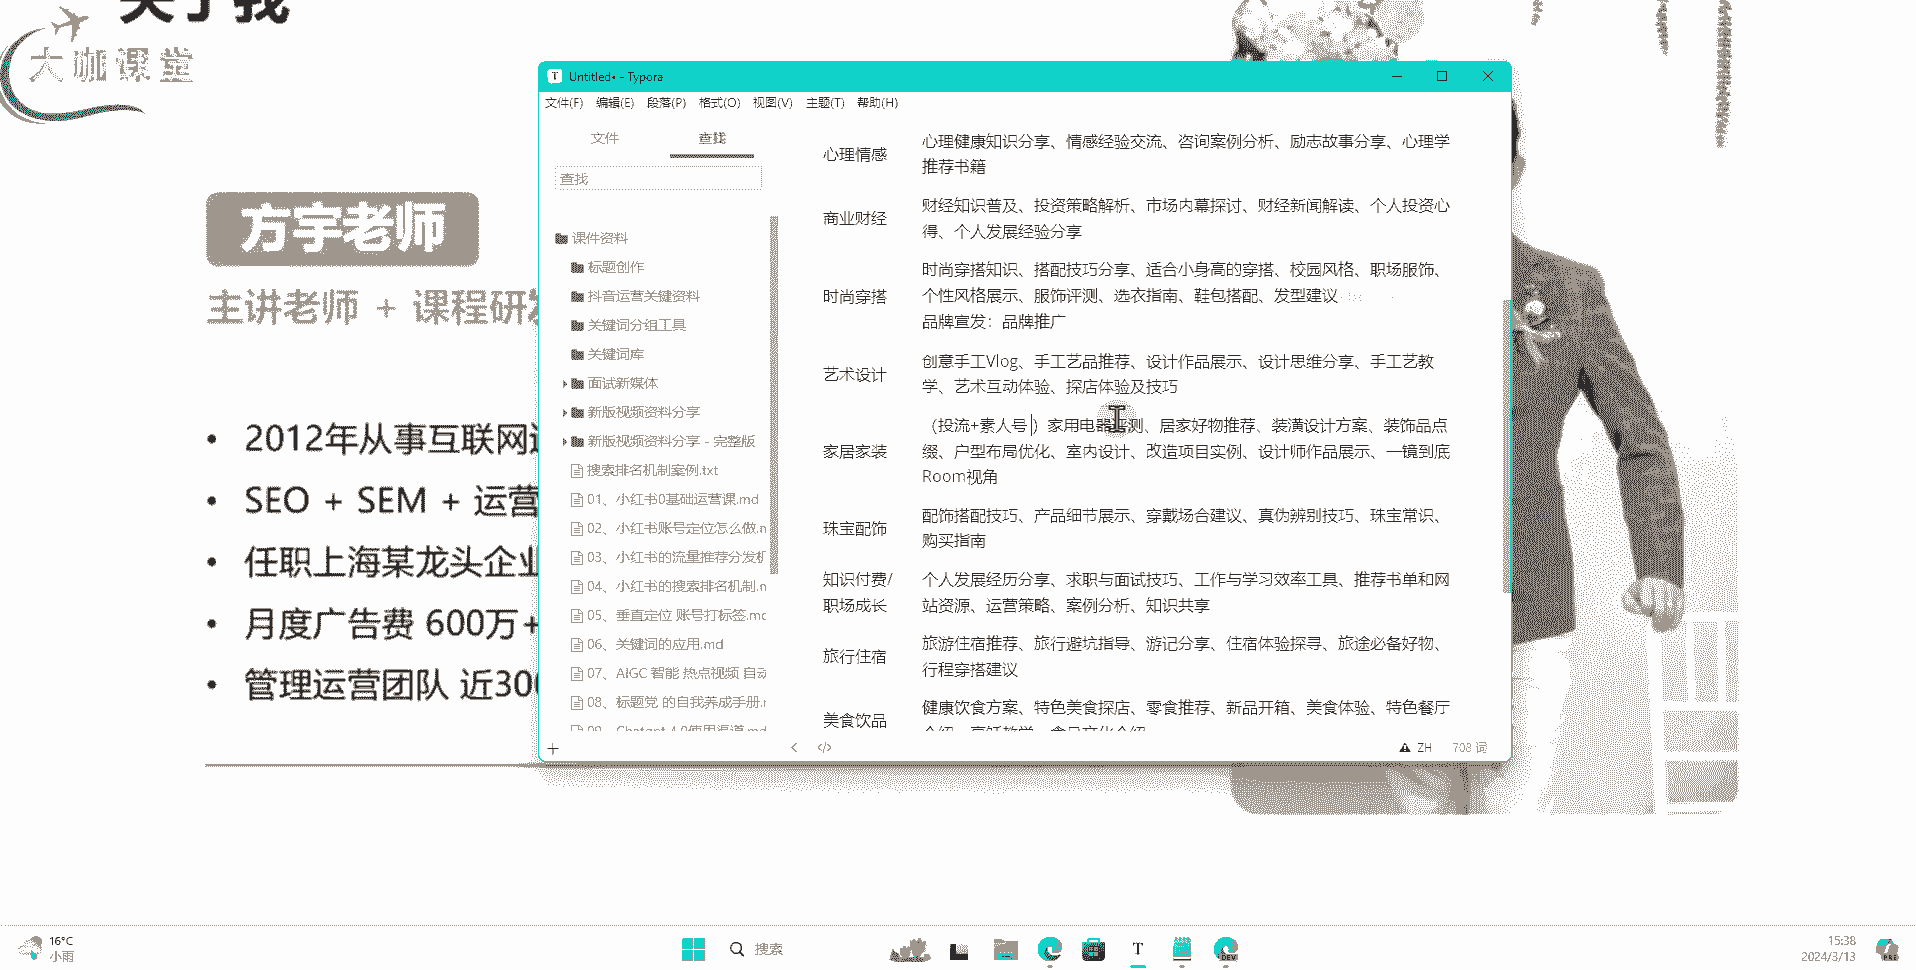 关于我
大咖课堂
方宇老师
主讲老师 + 课程研发
2012年从事互联网运
SEO + SEM + 运营
任职上海某龙头企业
月度广告费 600万+
管理运营团队 近300
Untitled• - Typora
文件(F) 编辑(E) 段落(P) 格式(O) 视图(V) 主题(T) 帮助(H)
文件 查找
查找
课件资料
标题创作
抖音运营关键资料
关键词分组工具
关键词库
面试新媒体
新版视频资料分享
新版视频资料分享 - 完整版
搜索排名机制案例.txt
01、小红书0基础运营课.md
02、小红书账号定位怎么做.m
03、小红书的流量推荐分发机
04、小红书的搜索排名机制.m
05、垂直定位 账号打标签.md
06、关键词的应用.md
07、AIGC 智能 热点视频 自动
08、标题党 的自我养成手册.m
09、Chatgpt 4.0使用渠道.md
心理情感
心理健康知识分享、情感经验交流、咨询案例分析、励志故事分享、心理学
推荐书籍
商业财经
财经知识普及、投资策略解析、市场内幕探讨、财经新闻解读、个人投资心
得、个人发展经验分享
时尚穿搭
时尚穿搭知识、搭配技巧分享、适合小身高的穿搭、校园风格、职场服饰、
个性风格展示、服饰评测、选衣指南、鞋包搭配、发型建议
品牌宣发：品牌推广
艺术设计
创意手工Vlog、手工艺品推荐、设计作品展示、设计思维分享、手工艺教
学、艺术互动体验、探店体验及技巧
家居家装
（投流+素人号）家用电器评测、居家好物推荐、装潢设计方案、装饰品点
缀、户型布局优化、室内设计、改造项目实例、设计师作品展示、一镜到底
Room视角
珠宝配饰
配饰搭配技巧、产品细节展示、穿戴场合建议、真伪辨别技巧、珠宝常识、
购买指南
知识付费/
职场成长
个人发展经历分享、求职与面试技巧、工作与学习效率工具、推荐书单和网
站资源、运营策略、案例分析、知识共享
旅行住宿
旅游住宿推荐、旅行避坑指导、游记分享、住宿体验探寻、旅途必备好物、
行程穿搭建议
美食饮品
健康饮食方案、特色美食探店、零食推荐、新品开箱、美食体验、特色餐厅
介绍、烹饪教学、食品文化介绍
ZH 708 词
16°C
小雨
搜索
15:38
2024/3/13